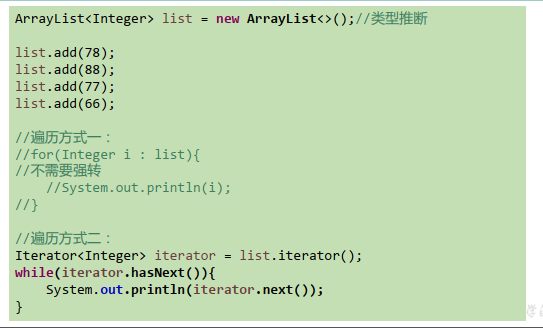 ArrayList<Integer> list = new ArrayList<>();//类型推断
list.add(78);
list.add(88);
list.add(77);
list.add(66);
//遍历方式一：
//for(Integer i : list){
//不需要强转
//System.out.println(i);
//}
//遍历方式二：
Iterator<Integer> iterator = list.iterator();
while(iterator.hasNext()){
System.out.println(iterator.next());
}